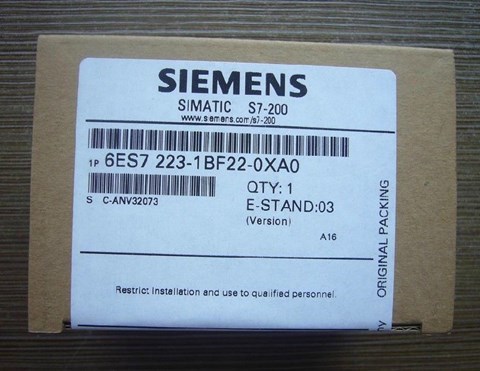 SIEMENS
SIMATIC S7-200
www.siemens.com/s7-200
1P 6ES7 223-1BF22-0XA0
QTY: 1
S C-ANV32073
E-STAND:03
(Version)
A16
Restrict installation and use to qualified personnel.
ORIGINAL PACKING